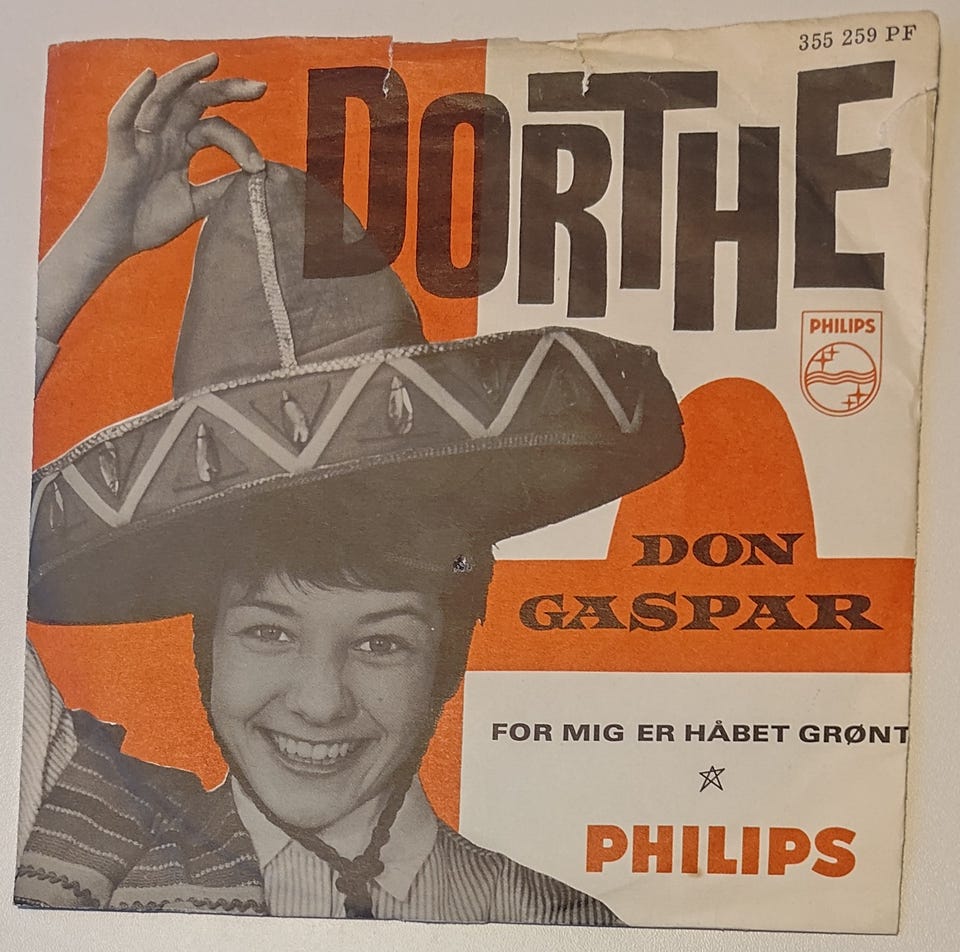 355 259 PF
DORTHE
PHILIPS
DON
GASPAR
FOR MIG ER HÅBET GRØNT
PHILIPS